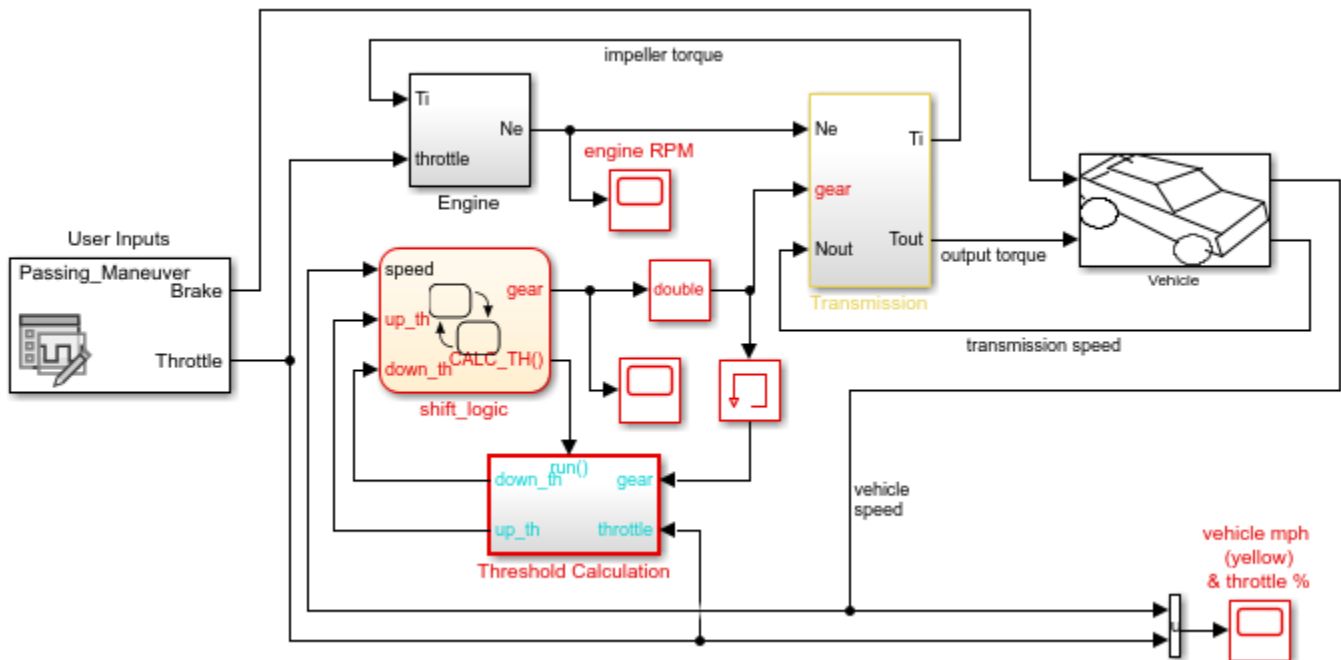 impeller torque
Ti
throttle
Ne
Engine
engine RPM
Ne
gear
Nout
Ti
Tout
Transmission
output torque
Vehicle
transmission speed
User Inputs
Passing_Maneuver
Brake
Throttle
speed
up_th
down_th
gear
CALC_TH()
shift_logic
double
run()
down_th
up_th
gear
throttle
Threshold Calculation
vehicle
speed
vehicle mph
(yellow)
& throttle %